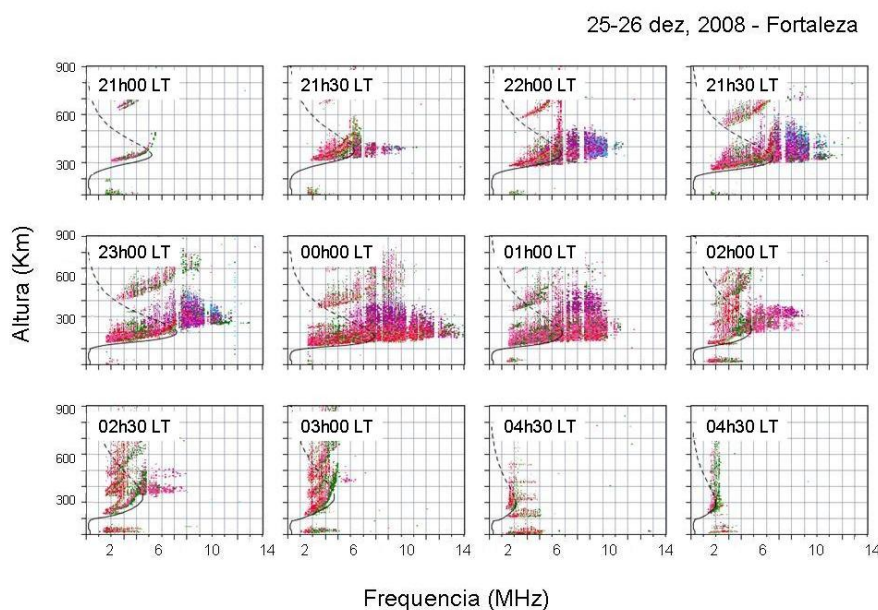 25-26 dez, 2008 - Fortaleza
900 21h00 LT 21h30 LT 22h00 LT 21h30 LT
600
300
Altura (Km)
900 23h00 LT 00h00 LT 01h00 LT 02h00 LT
600
300
900 02h30 LT 03h00 LT 04h30 LT 04h30 LT
600
300
2 6 10 14 2 6 10 14 2 6 10 14 2 6 10 14
Frequencia (MHz)